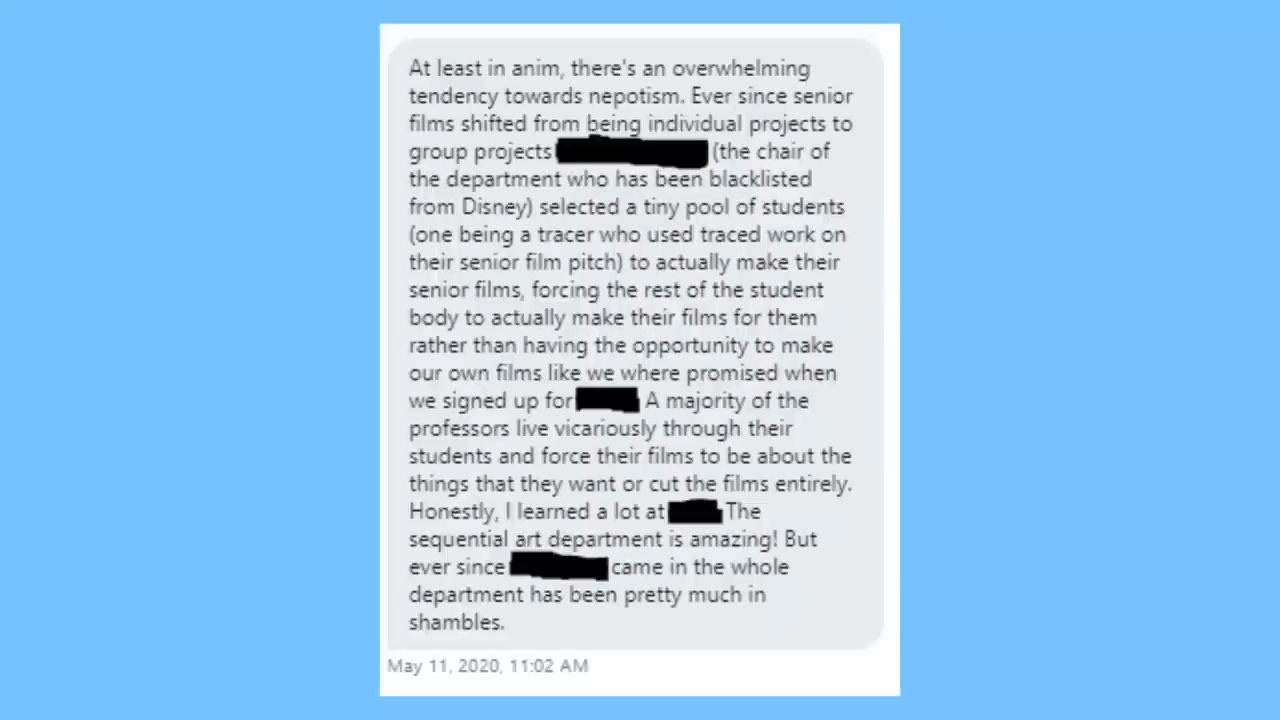 At least in anim, there's an overwhelming
tendency towards nepotism. Ever since senior
films shifted from being individual projects to
group projects (the chair of
the department who has been blacklisted
from Disney) selected a tiny pool of students
(one being a tracer who used traced work on
their senior film pitch) to actually make their
senior films, forcing the rest of the student
body to actually make their films for them
rather than having the opportunity to make
our own films like we where promised when
we signed up for A majority of the
professors live vicariously through their
students and force their films to be about the
things that they want or cut the films entirely.
Honestly, I learned a lot at The
sequential art department is amazing! But
ever since came in the whole
department has been pretty much in
shambles.
May 11, 2020, 11:02 AM